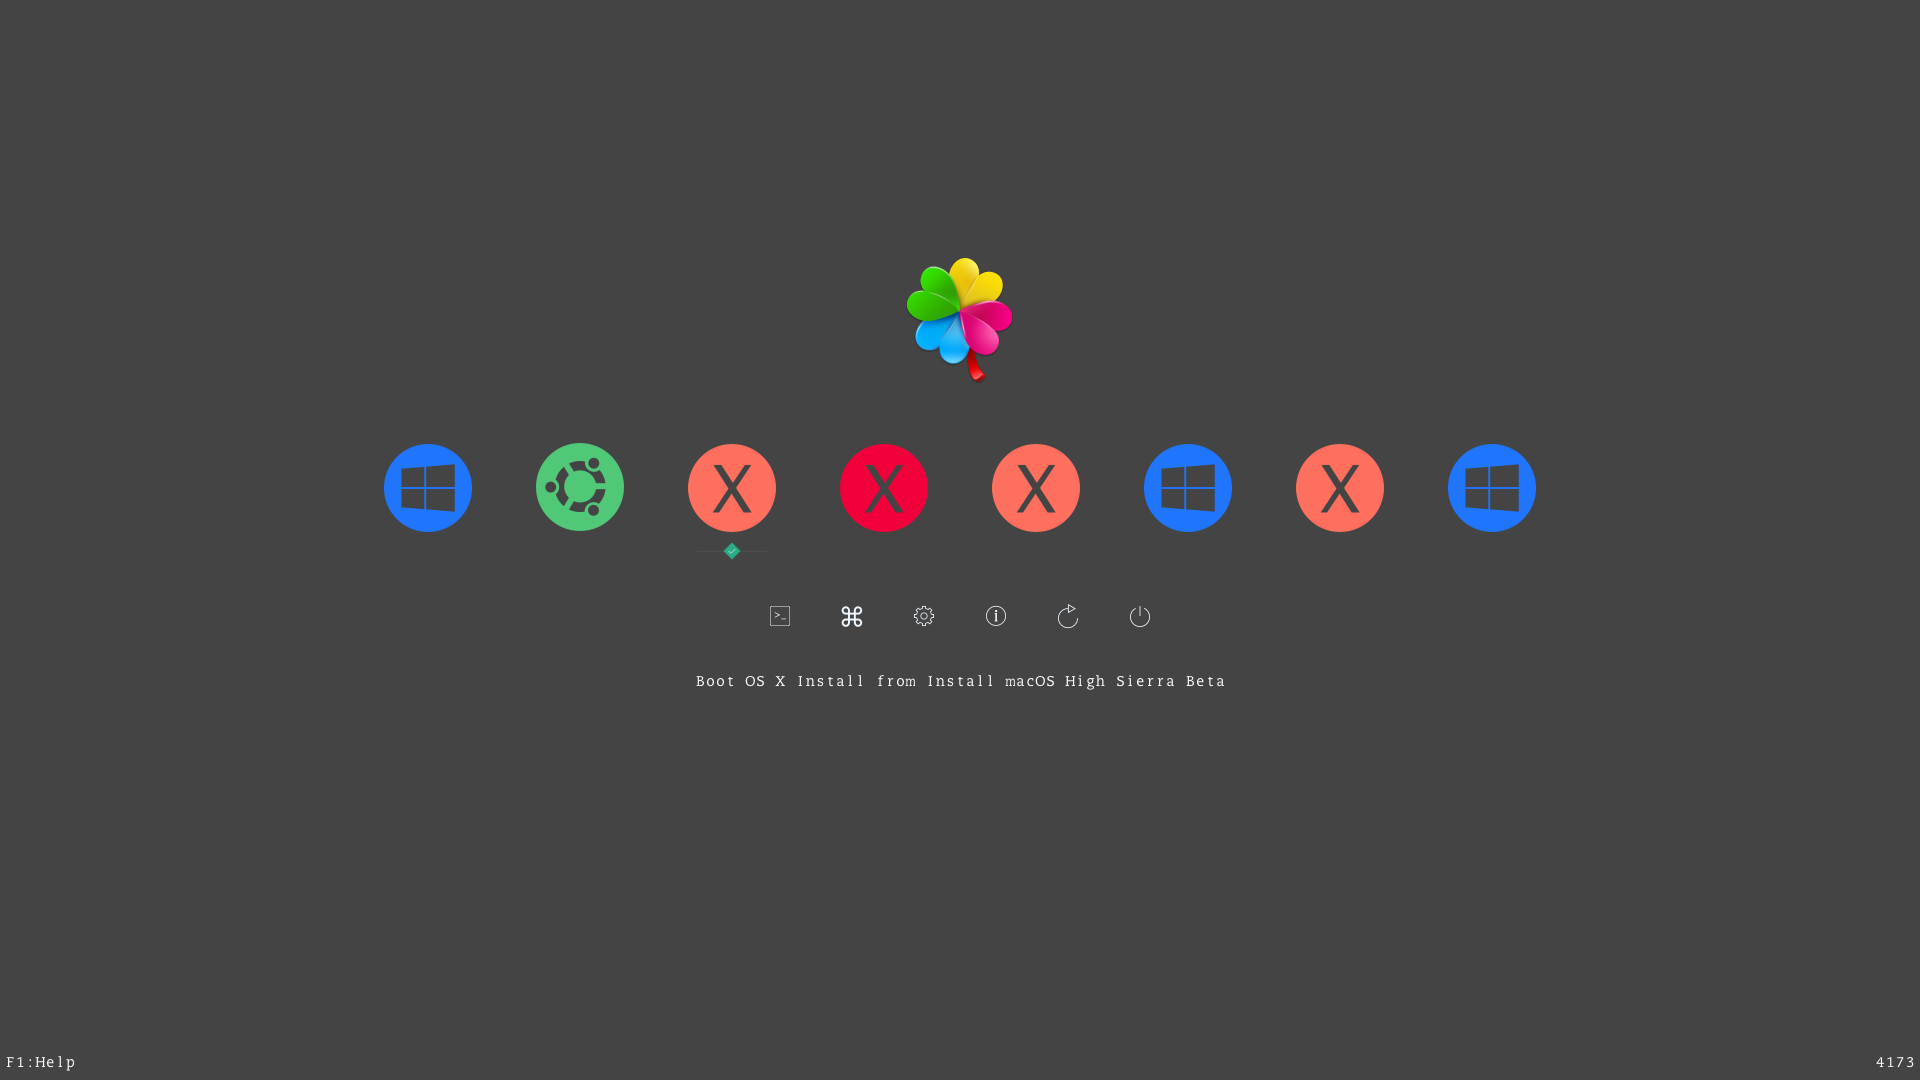 X X X
>_
i
Boot OS X Install from Install macOS High Sierra Beta
F1:Help 4173